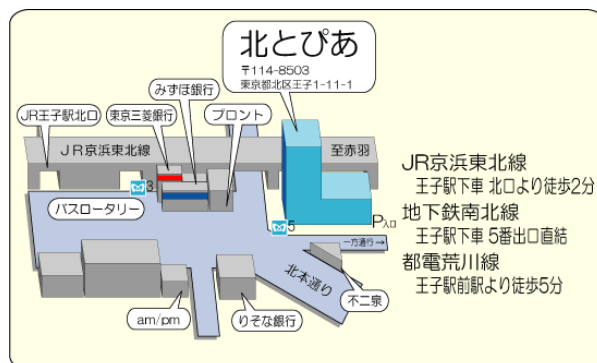 北とぴあ
〒114-8503
東京都北区王子1-11-1
みずほ銀行
JR王子駅北口
東京三菱銀行
プロント
JR京浜東北線
至赤羽
3
バスロータリー
5
P入口
一方通行→
北本通り
不二泉
am/pm
りそな銀行
JR京浜東北線
王子駅下車 北口より徒歩2分
地下鉄南北線
王子駅下車 5番出口直結
都電荒川線
王子駅前駅より徒歩5分